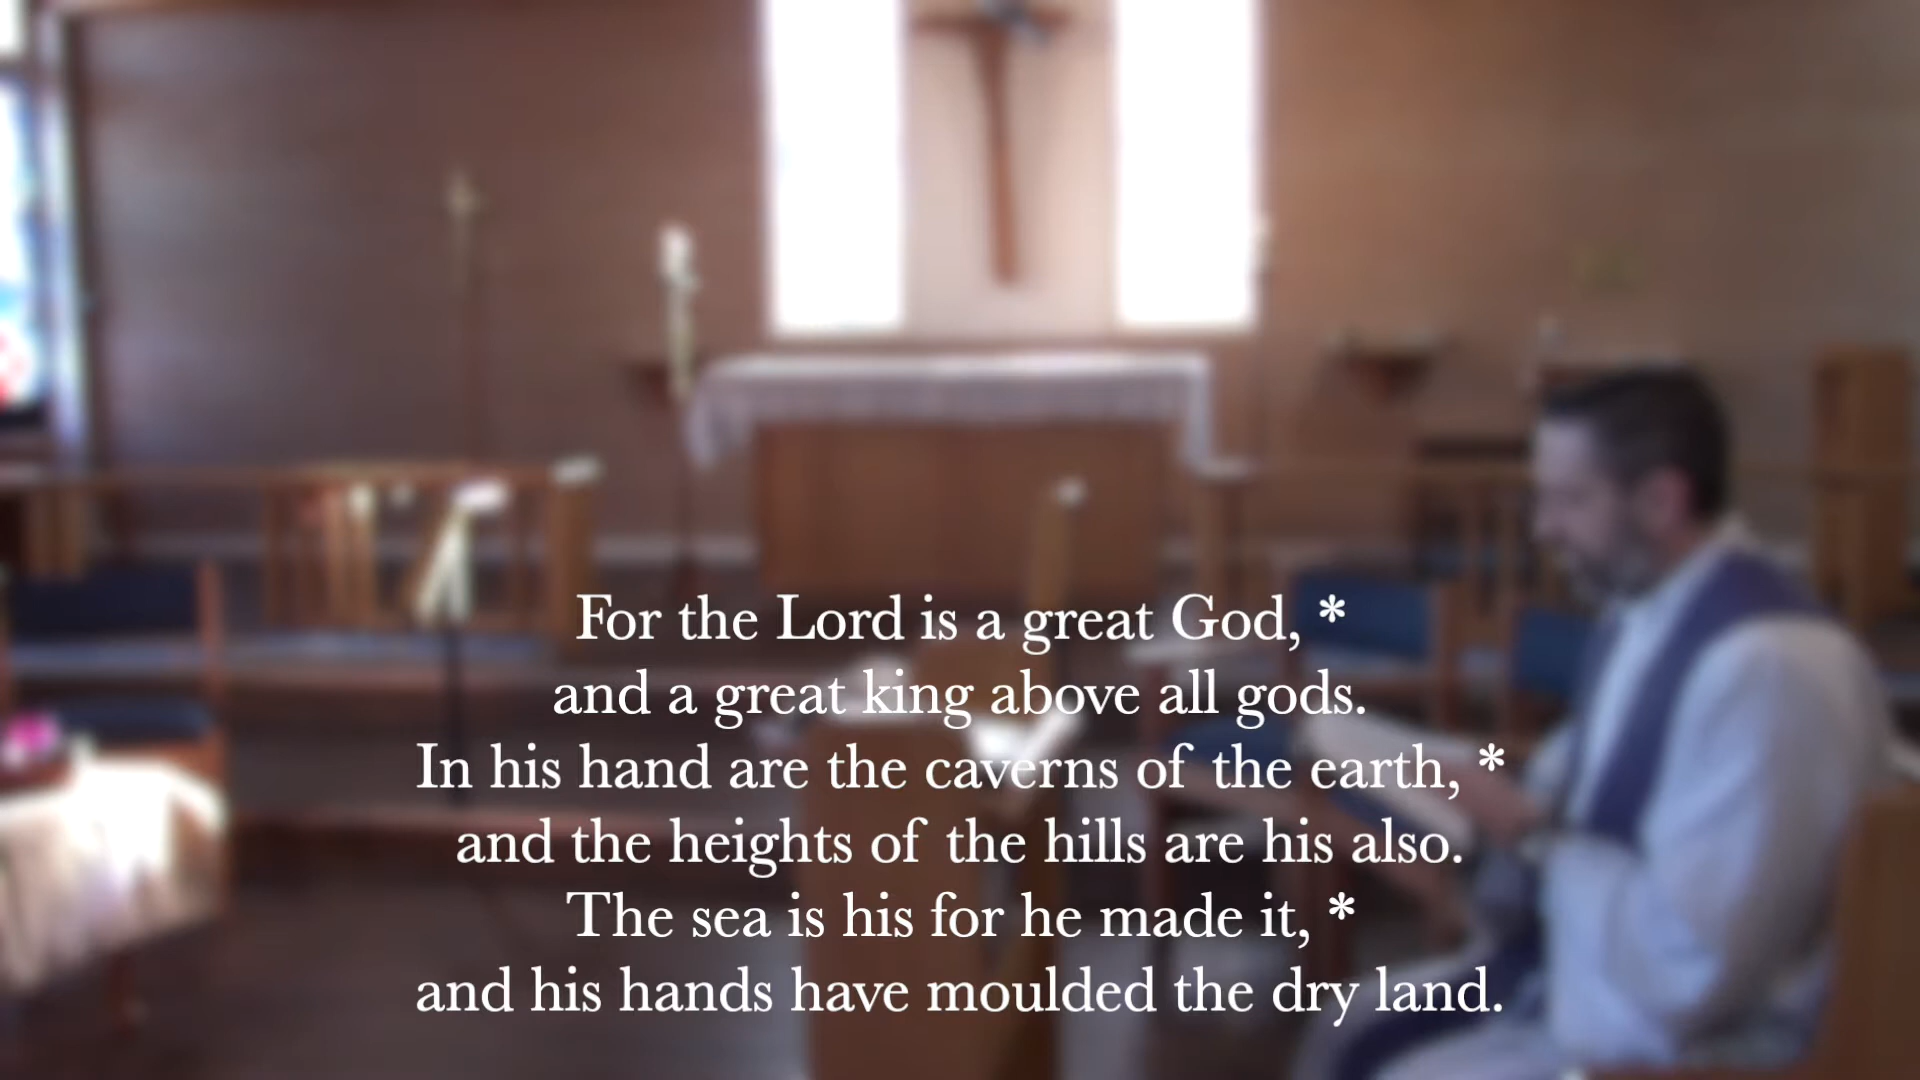 For the Lord is a great God, *
and a great king above all gods.
In his hand are the caverns of the earth, *
and the heights of the hills are his also.
The sea is his for he made it, *
and his hands have moulded the dry land.